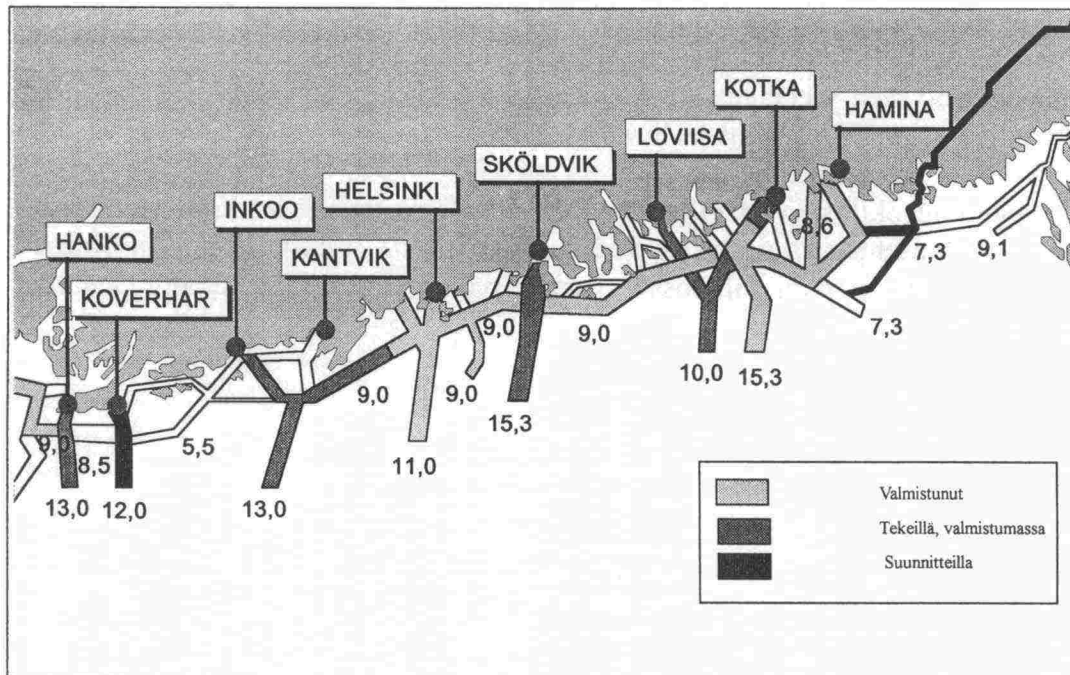 KOTKA
HAMINA
LOVIISA
SKÖLDVIK
HELSINKI
INKOO
KANTVIK
HANKO
KOVERHAR
8,6
7,3
9,1
7,3
9,0
9,0
10,0
15,3
9,0
9,0
15,3
11,0
5,5
9,0
8,5
13,0
12,0
13,0
Valmistunut
Tekeillä, valmistumassa
Suunnitteilla